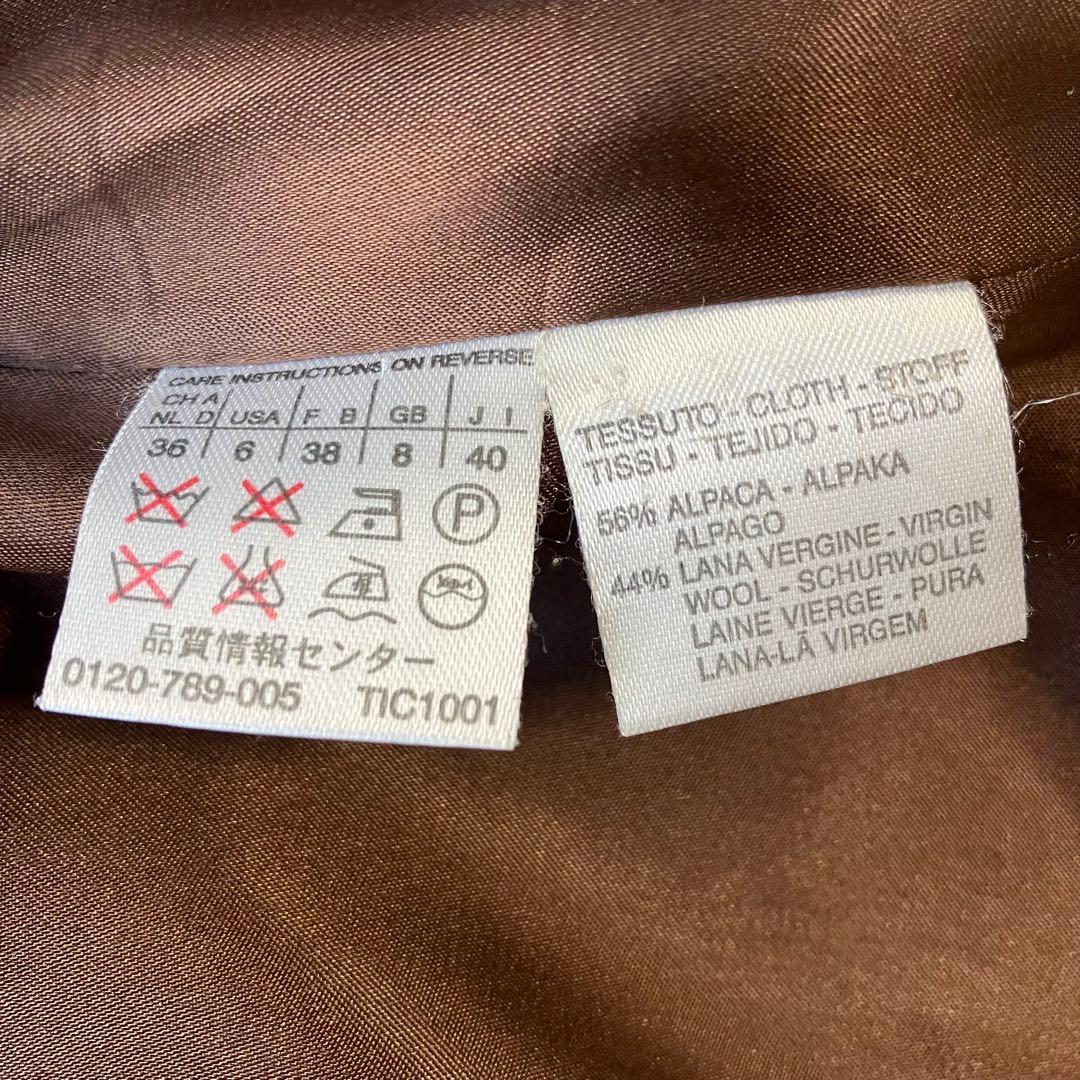 CARE INSTRUCTIONS ON REVERSE
CH A
NL D USA F B GB J I
36 6 38 8 40
P
品質情報センター
0120-789-005 TIC1001
TESSUTO - CLOTH - STOFF
TISSU - TEJIDO - TECIDO
56% ALPACA - ALPAKA
ALPAGO
44% LANA VERGINE - VIRGIN
WOOL - SCHURWOLLE
LAINE VIERGE - PURA
LANA-LÃ VIRGEM